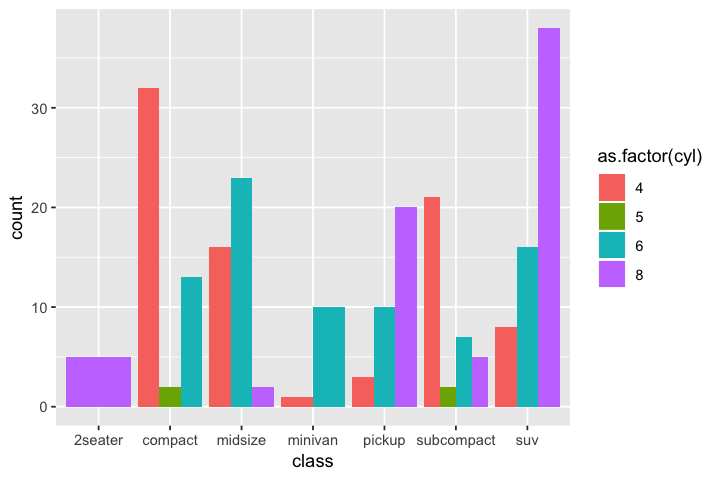 count
30
20
10
0
2seater
compact
midsize
minivan
pickup
subcompact
suv
class
as.factor(cyl)
4
5
6
8